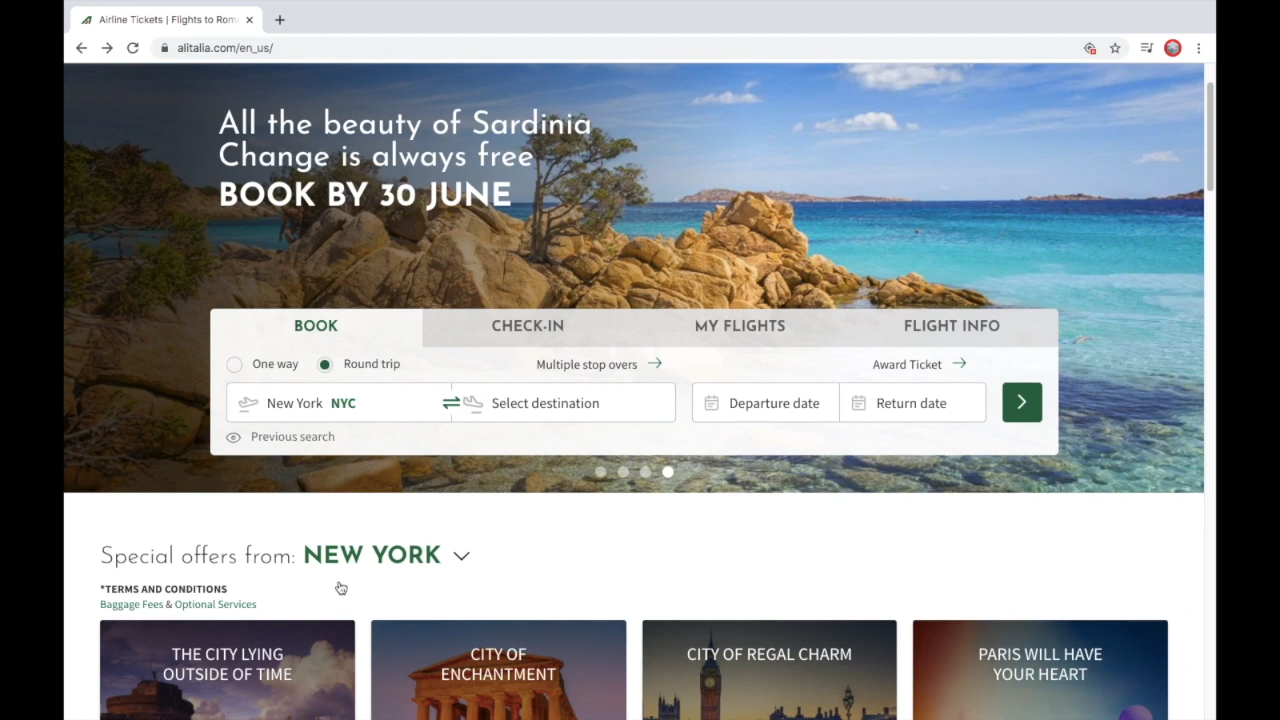 Airline Tickets | Flights to Rom
alitalia.com/en_us/
All the beauty of Sardinia
Change is always free
BOOK BY 30 JUNE
BOOK
CHECK-IN
MY FLIGHTS
FLIGHT INFO
One way
Round trip
Multiple stop overs
Award Ticket
New York NYC
Select destination
Departure date
Return date
Previous search
Special offers from: NEW YORK
*TERMS AND CONDITIONS
Baggage Fees & Optional Services
THE CITY LYING
OUTSIDE OF TIME
CITY OF
ENCHANTMENT
CITY OF REGAL CHARM
PARIS WILL HAVE
YOUR HEART